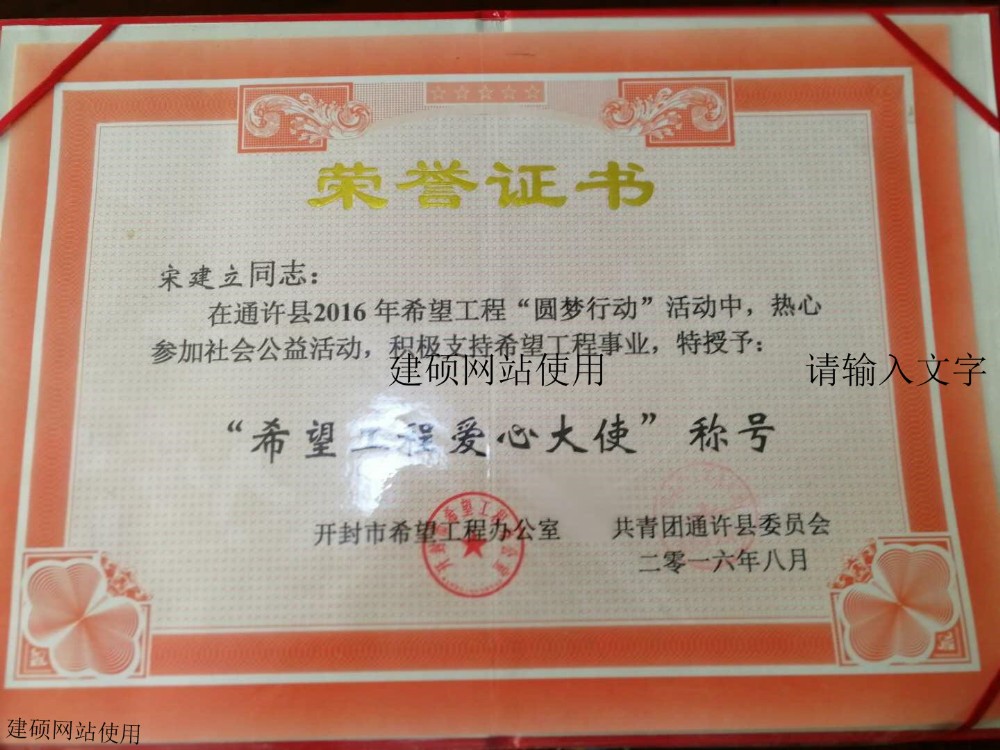 荣誉证书
宋建立同志：
在通许县2016年希望工程“圆梦行动”活动中，热心
参加社会公益活动，积极支持希望工程事业，特授予：
建硕网站使用
请输入文字
“希望工程爱心大使”称号
开封市希望工程办公室
共青团通许县委员会
二零一六年八月
建硕网站使用